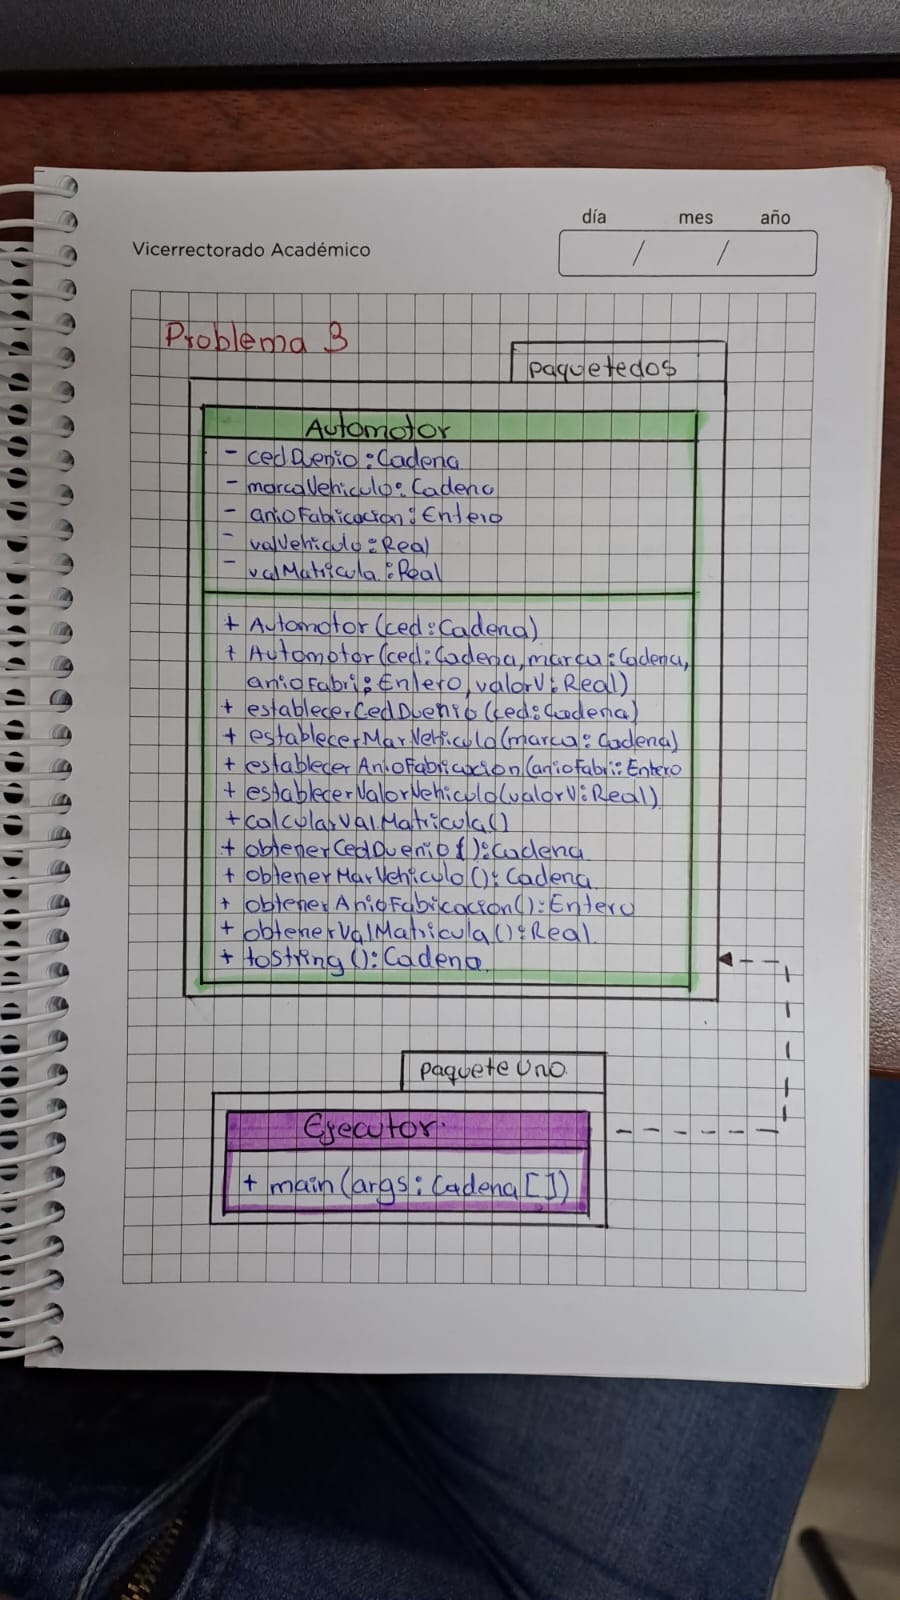 día mes año
Vicerrectorado Académico
/ /
Problema 3
paquetedos
Automotor
- cedDuenio : Cadena
- marcaVehiculo : Cadena
- anioFabricacion : Entero
- valVehiculo : Real
- valMatricula : Real
+ Automotor (ced : Cadena)
+ Automotor (ced : Cadena, marca : Cadena,
anioFabri : Entero, valorV : Real)
+ establecerCedDuenio (ced : Cadena)
+ establecerMarVehiculo (marca : Cadena)
+ establecerAnioFabricacion (anioFabri : Entero
+ establecerValorVehiculo (valorV : Real)
+ calcularValMatricula ()
+ obtenerCedDuenio () : Cadena
+ obtenerMarVehiculo () : Cadena
+ obtenerAnioFabricacion () : Entero
+ obtenerValMatricula () : Real
+ toString () : Cadena
paquete uno
Ejecutor
+ main (args : Cadena [])